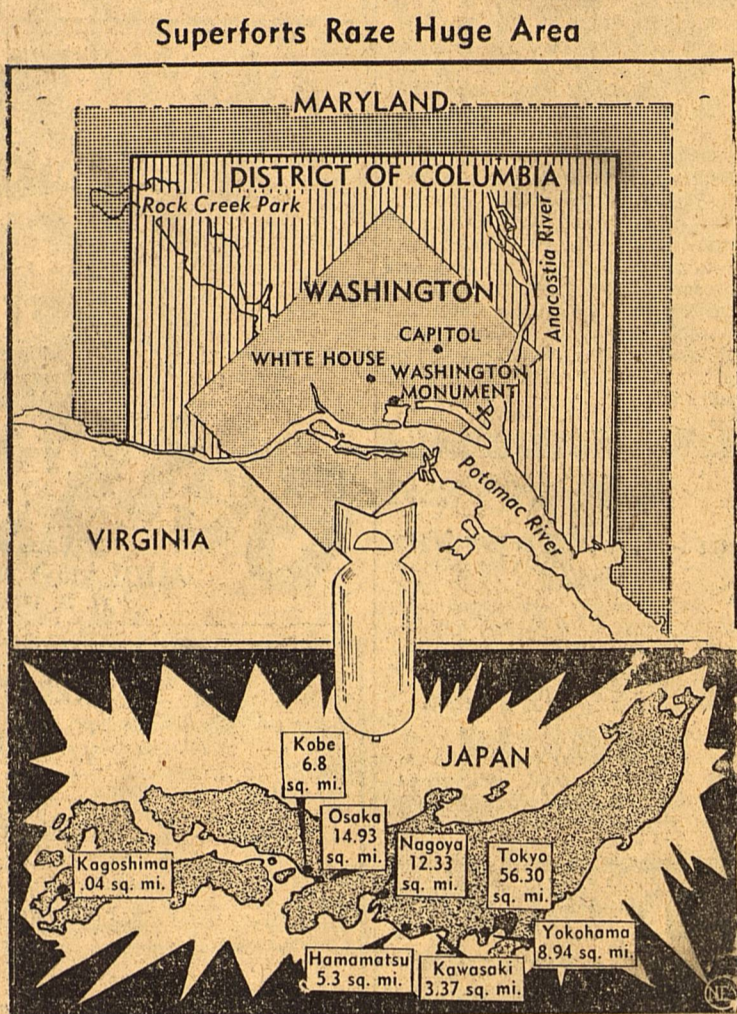 Superforts Raze Huge Area
MARYLAND
DISTRICT OF COLUMBIA
Rock Creek Park
Anacostia River
WASHINGTON
CAPITOL
WHITE HOUSE
WASHINGTON
MONUMENT
Potomac River
VIRGINIA
JAPAN
Kobe
6.8
sq. mi.
Osaka
14.93
sq. mi.
Nagoya
12.33
sq. mi.
Tokyo
56.30
sq. mi.
Kagoshima
.04 sq. mi.
Yokohama
8.94 sq. mi.
Hamamatsu
5.3 sq. mi.
Kawasaki
3.37 sq. mi.
NEA